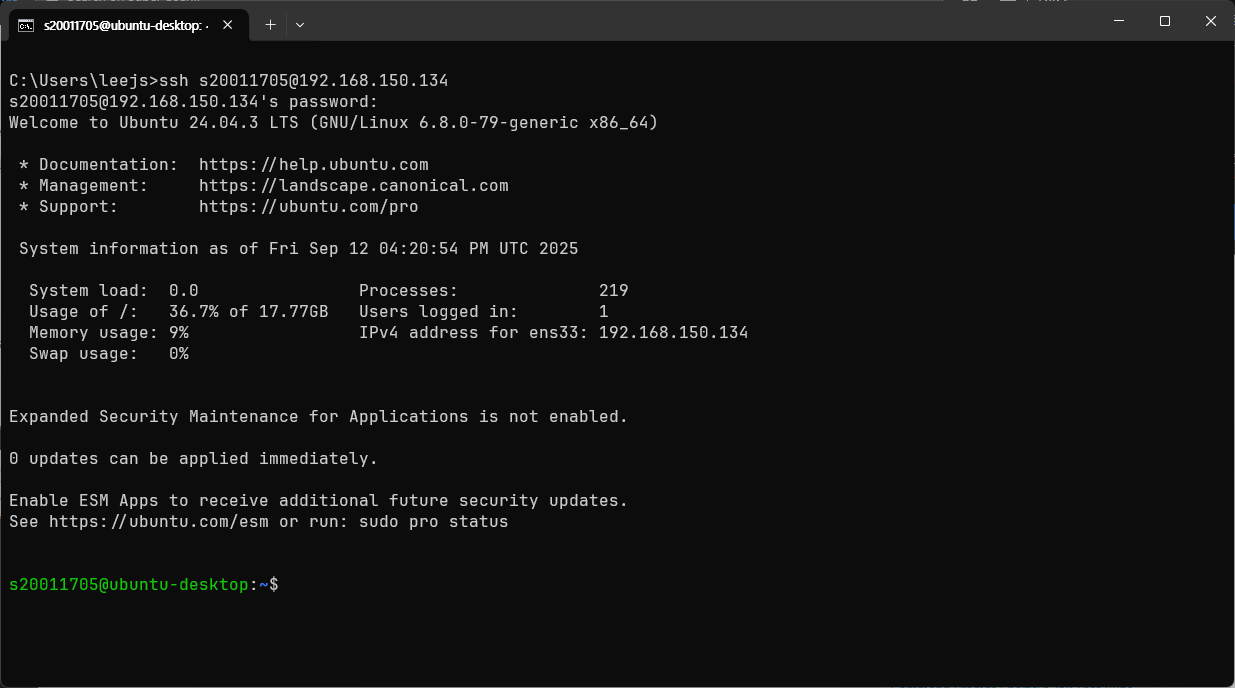 s20011705@ubuntu-desktop: ·
C:\Users\leejs>ssh s20011705@192.168.150.134
s20011705@192.168.150.134's password:
Welcome to Ubuntu 24.04.3 LTS (GNU/Linux 6.8.0-79-generic x86_64)
* Documentation:  https://help.ubuntu.com
* Management:     https://landscape.canonical.com
* Support:        https://ubuntu.com/pro
System information as of Fri Sep 12 04:20:54 PM UTC 2025
System load:  0.0                Processes:              219
Usage of /:   36.7% of 17.77GB   Users logged in:        1
Memory usage: 9%                 IPv4 address for ens33: 192.168.150.134
Swap usage:   0%
Expanded Security Maintenance for Applications is not enabled.
0 updates can be applied immediately.
Enable ESM Apps to receive additional future security updates.
See https://ubuntu.com/esm or run: sudo pro status
s20011705@ubuntu-desktop:~$